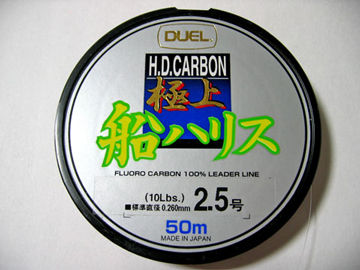 DUEL
H.D.CARBON
極上
船ハリス
FLUORO CARBON 100% LEADER LINE
(10Lbs.)
■標準直径 0.260mm 2.5号
50m
MADE IN JAPAN